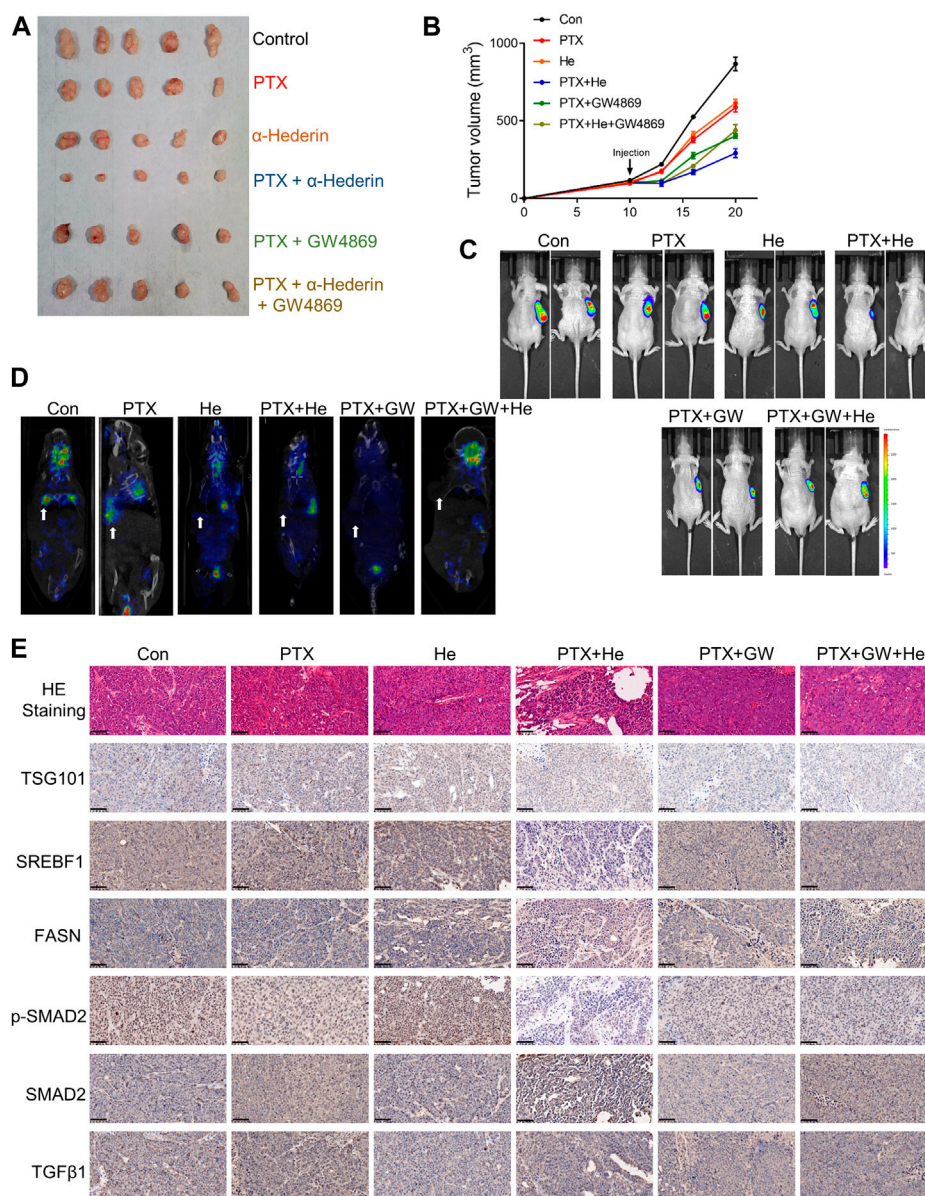 A
Control
PTX
α-Hederin
PTX + α-Hederin
PTX + GW4869
PTX + α-Hederin
+ GW4869
B
Con
PTX
He
PTX+He
PTX+GW4869
PTX+He+GW4869
Injection
Tumor volume (mm³)
1000
500
0
0
5
10
15
20
C
Con
PTX
He
PTX+He
PTX+GW
PTX+GW+He
D
Con
PTX
He
PTX+He
PTX+GW
PTX+GW+He
E
Con
PTX
He
PTX+He
PTX+GW
PTX+GW+He
HE
Staining
TSG101
SREBF1
FASN
p-SMAD2
SMAD2
TGFβ1